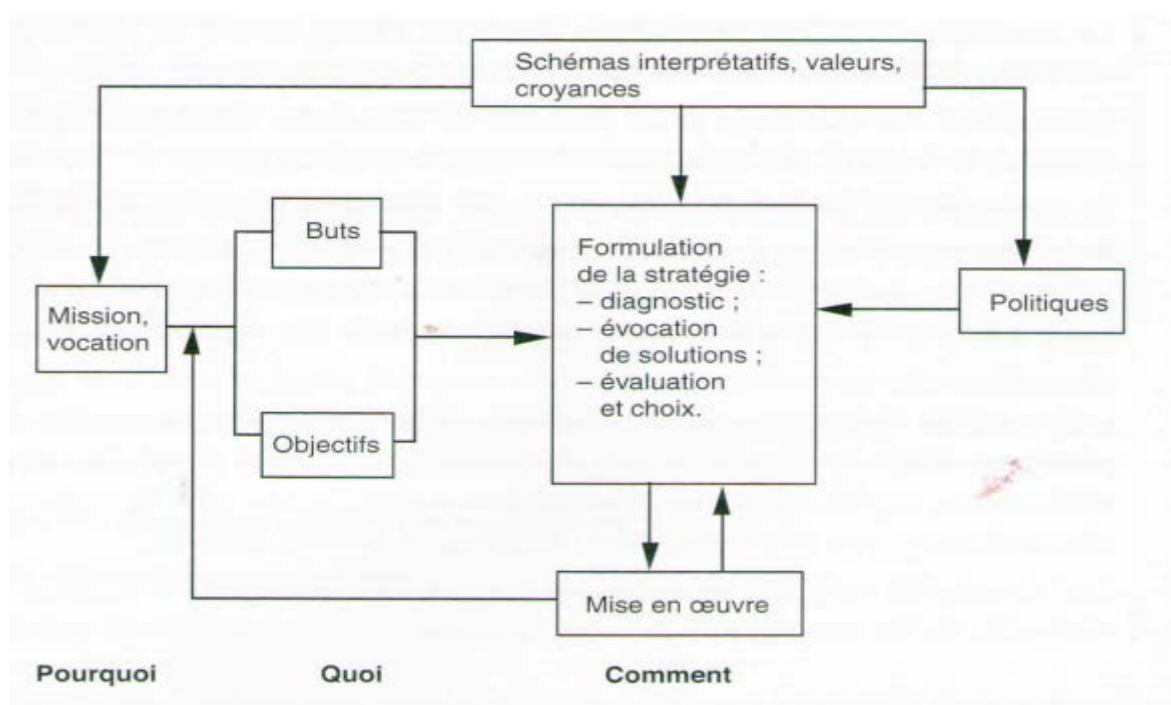 Schémas interprétatifs, valeurs,
croyances
Buts
Mission,
vocation
Objectifs
Formulation
de la stratégie :
– diagnostic ;
– évocation
de solutions ;
– évaluation
et choix.
Politiques
Mise en œuvre
Pourquoi
Quoi
Comment